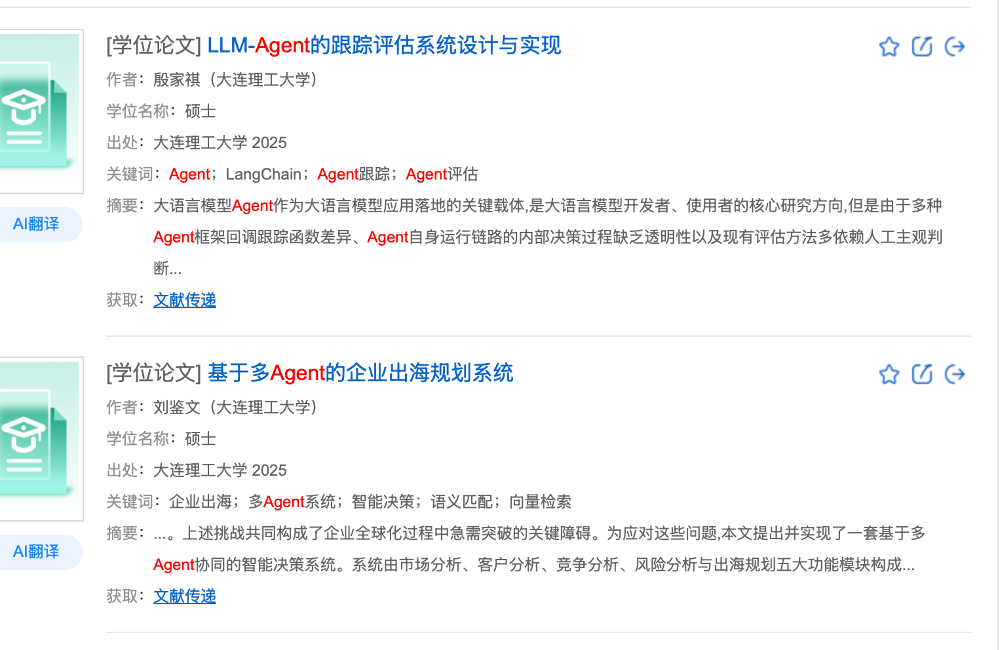 [学位论文] LLM-Agent的跟踪评估系统设计与实现
作者：殷家祺（大连理工大学）
学位名称：硕士
出处：大连理工大学 2025
关键词：Agent；LangChain；Agent跟踪；Agent评估
摘要：大语言模型Agent作为大语言模型应用落地的关键载体,是大语言模型开发者、使用者的核心研究方向,但是由于多种
Agent框架回调跟踪函数差异、Agent自身运行链路的内部决策过程缺乏透明性以及现有评估方法多依赖人工主观判
断...
AI翻译
获取：文献传递
[学位论文] 基于多Agent的企业出海规划系统
作者：刘鉴文（大连理工大学）
学位名称：硕士
出处：大连理工大学 2025
关键词：企业出海；多Agent系统；智能决策；语义匹配；向量检索
摘要：...。上述挑战共同构成了企业全球化过程中急需突破的关键障碍。为应对这些问题,本文提出并实现了一套基于多
Agent协同的智能决策系统。系统由市场分析、客户分析、竞争分析、风险分析与出海规划五大功能模块构成...
AI翻译
获取：文献传递